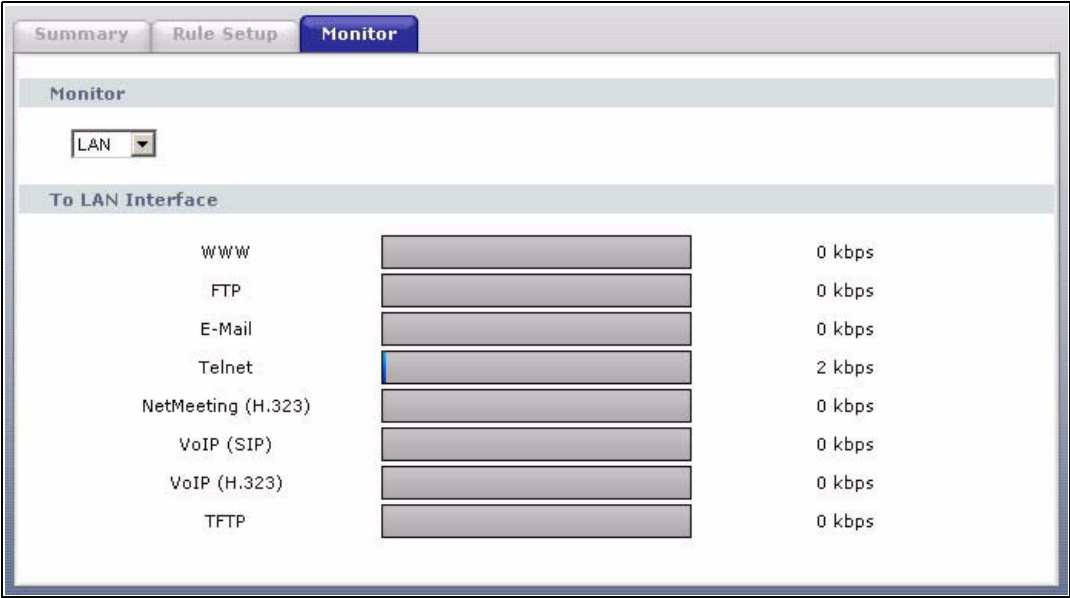 Summary Rule Setup Monitor
Monitor
LAN
To LAN Interface
WWW 0 kbps
FTP 0 kbps
E-Mail 0 kbps
Telnet 2 kbps
NetMeeting (H.323) 0 kbps
VoIP (SIP) 0 kbps
VoIP (H.323) 0 kbps
TFTP 0 kbps